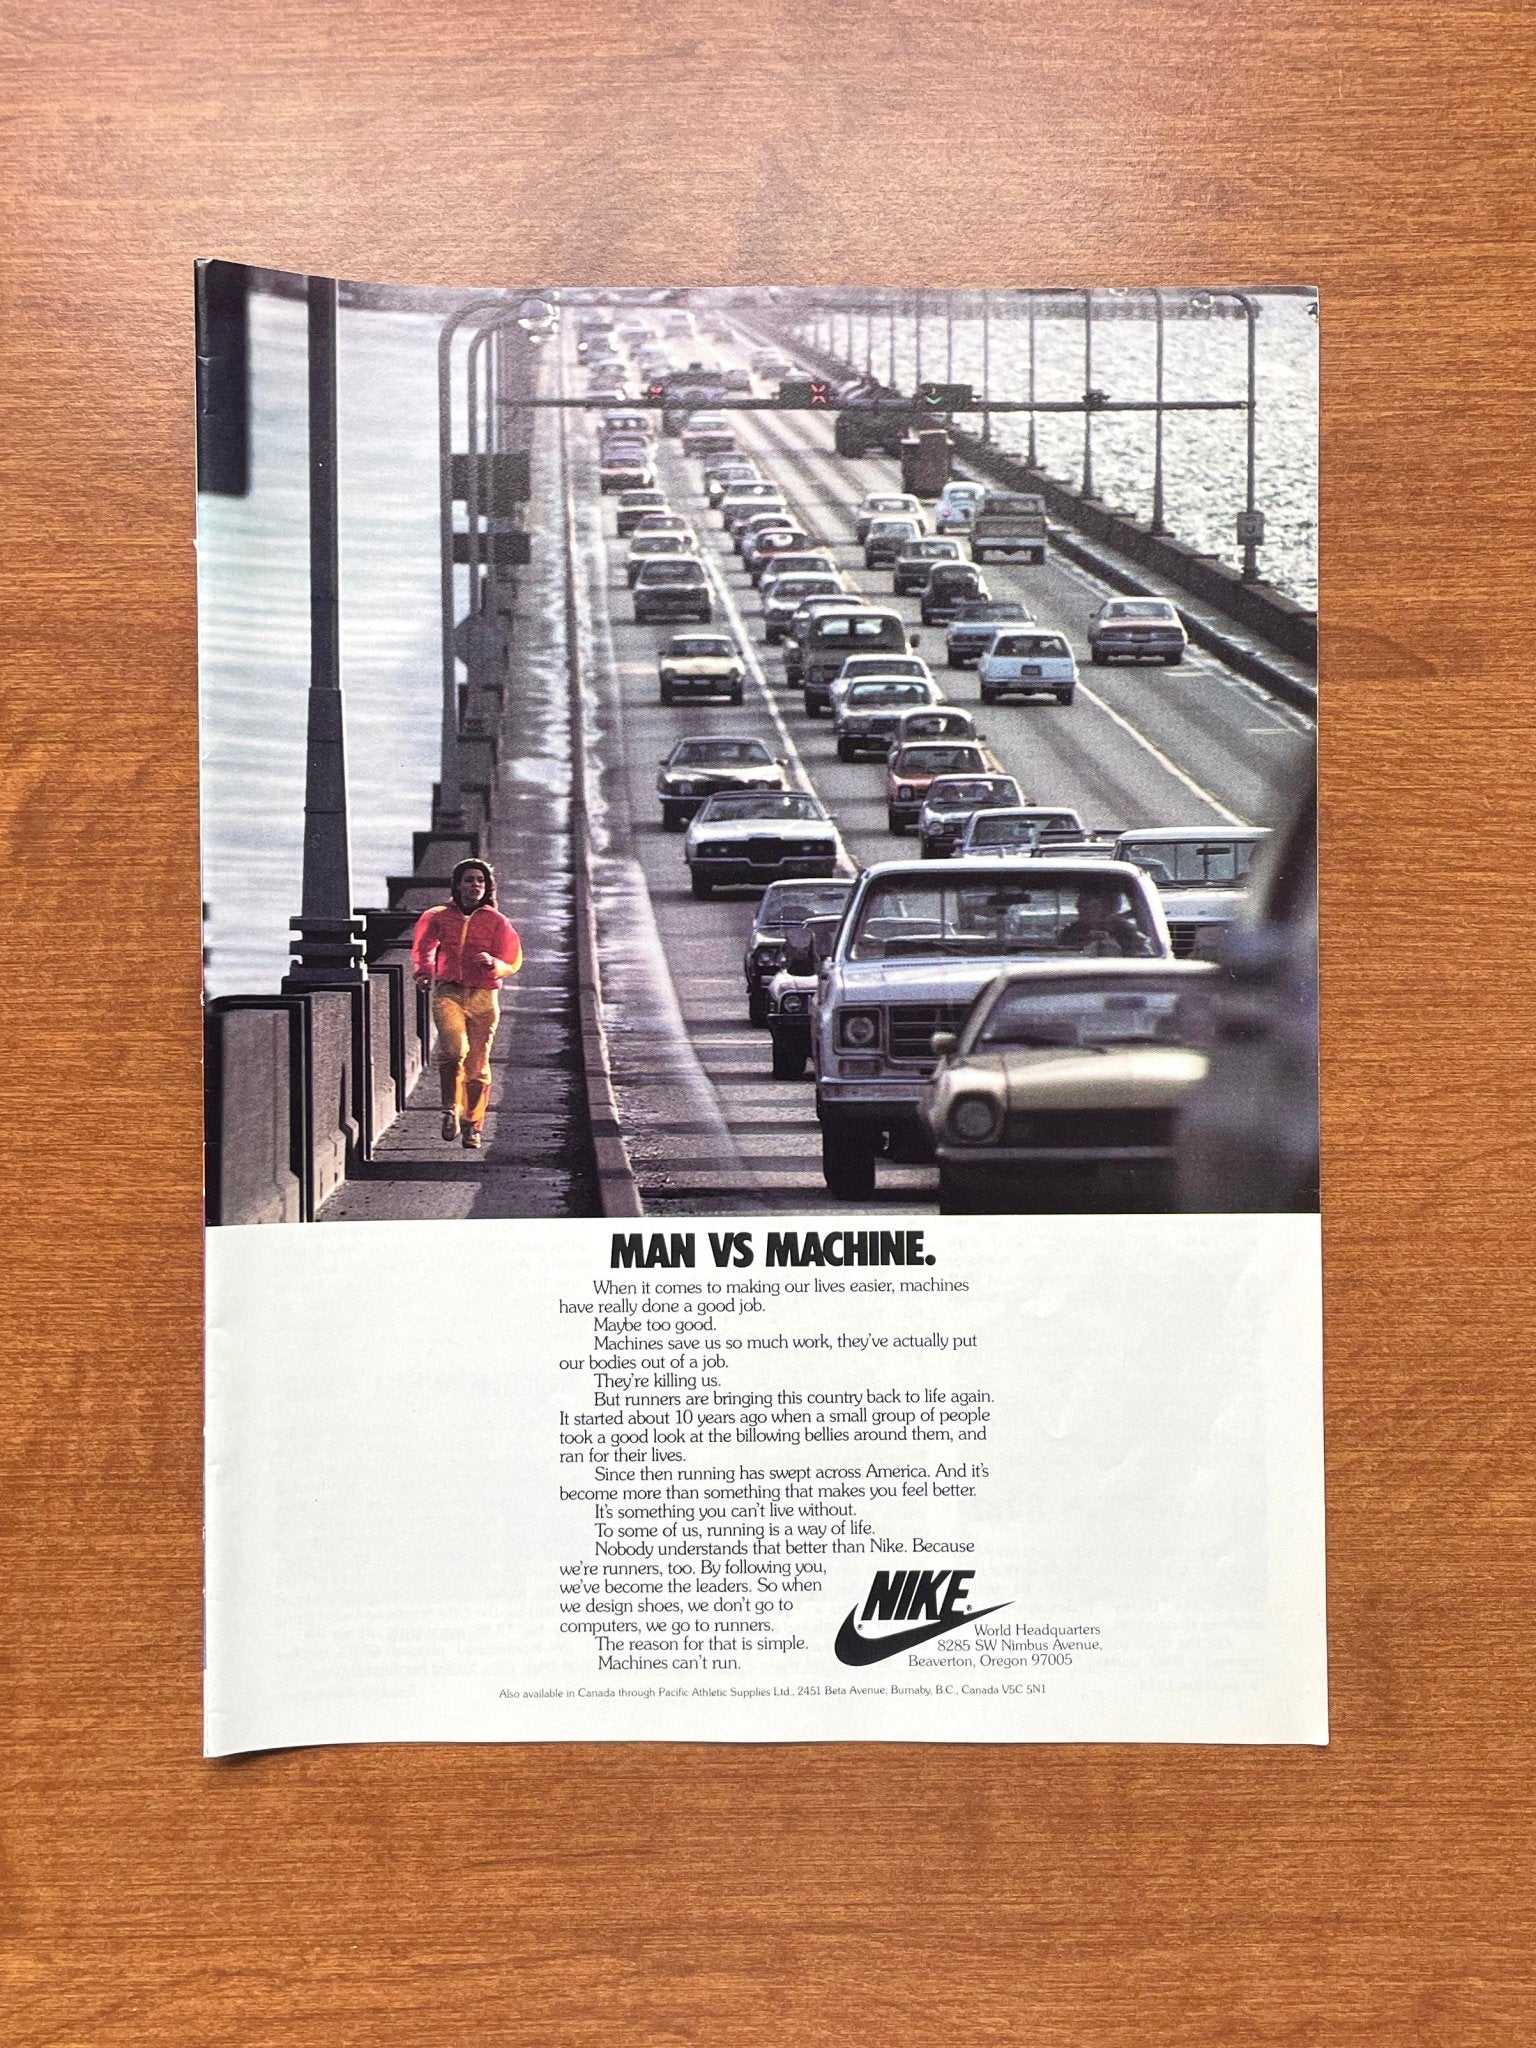 MAN VS MACHINE.
When it comes to making our lives easier, machines
have really done a good job.
Maybe too good.
Machines save us so much work, they've actually put
our bodies out of a job.
They're killing us.
But runners are bringing this country back to life again.
It started about 10 years ago when a small group of people
took a good look at the billowing bellies around them, and
ran for their lives.
Since then running has swept across America. And it's
become more than something that makes you feel better.
It's something you can't live without.
To some of us, running is a way of life.
Nobody understands that better than Nike. Because
we're runners, too. By following you,
we've become the leaders. So when
we design shoes, we don't go to
computers, we go to runners.
The reason for that is simple.
Machines can't run.
NIKE®
®
World Headquarters
8285 SW Nimbus Avenue,
Beaverton, Oregon 97005
Also available in Canada through Pacific Athletic Supplies Ltd., 2451 Beta Avenue, Burnaby, B.C., Canada V5C 5N1